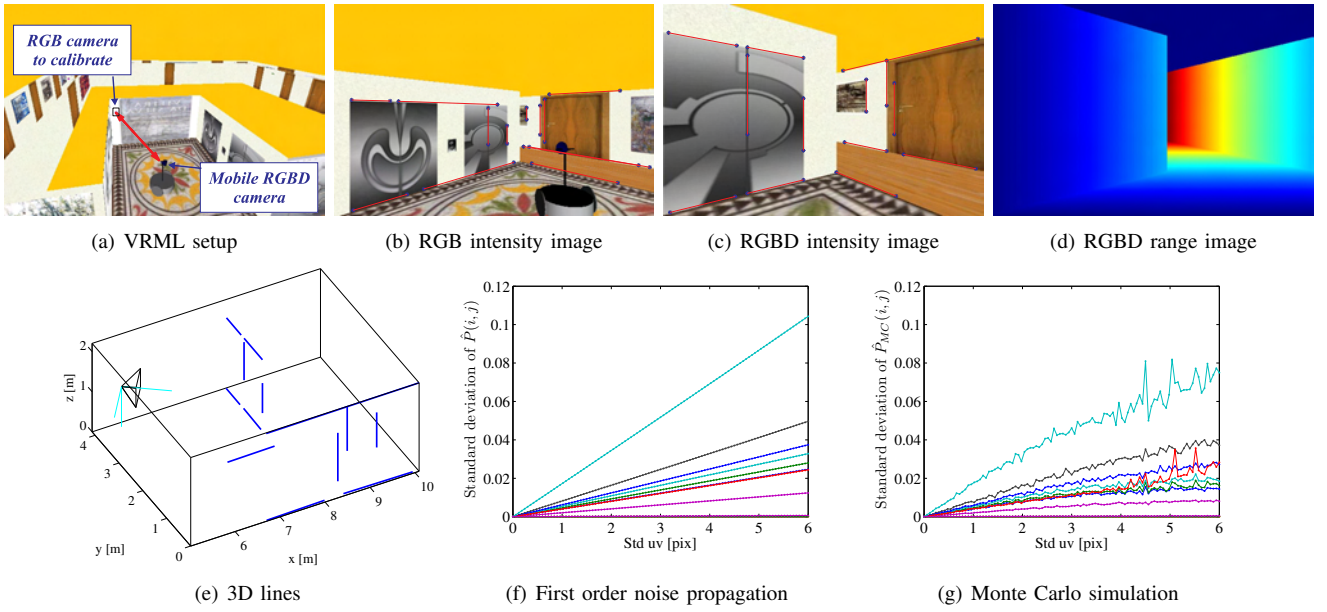 RGB camera
to calibrate
Mobile RGBD
camera
(a) VRML setup
(b) RGB intensity image
(c) RGBD intensity image
(d) RGBD range image
2
1
0
z [m]
4
3
2
1
0
y [m]
6
7
8
9
10
x [m]
(e) 3D lines
Standard deviation of P̂(i, j)
0.12
0.1
0.08
0.06
0.04
0.02
0
0 1 2 3 4 5 6
Std uv [pix]
(f) First order noise propagation
Standard deviation of P̂_MC(i, j)
0.12
0.1
0.08
0.06
0.04
0.02
0
0 1 2 3 4 5 6
Std uv [pix]
(g) Monte Carlo simulation